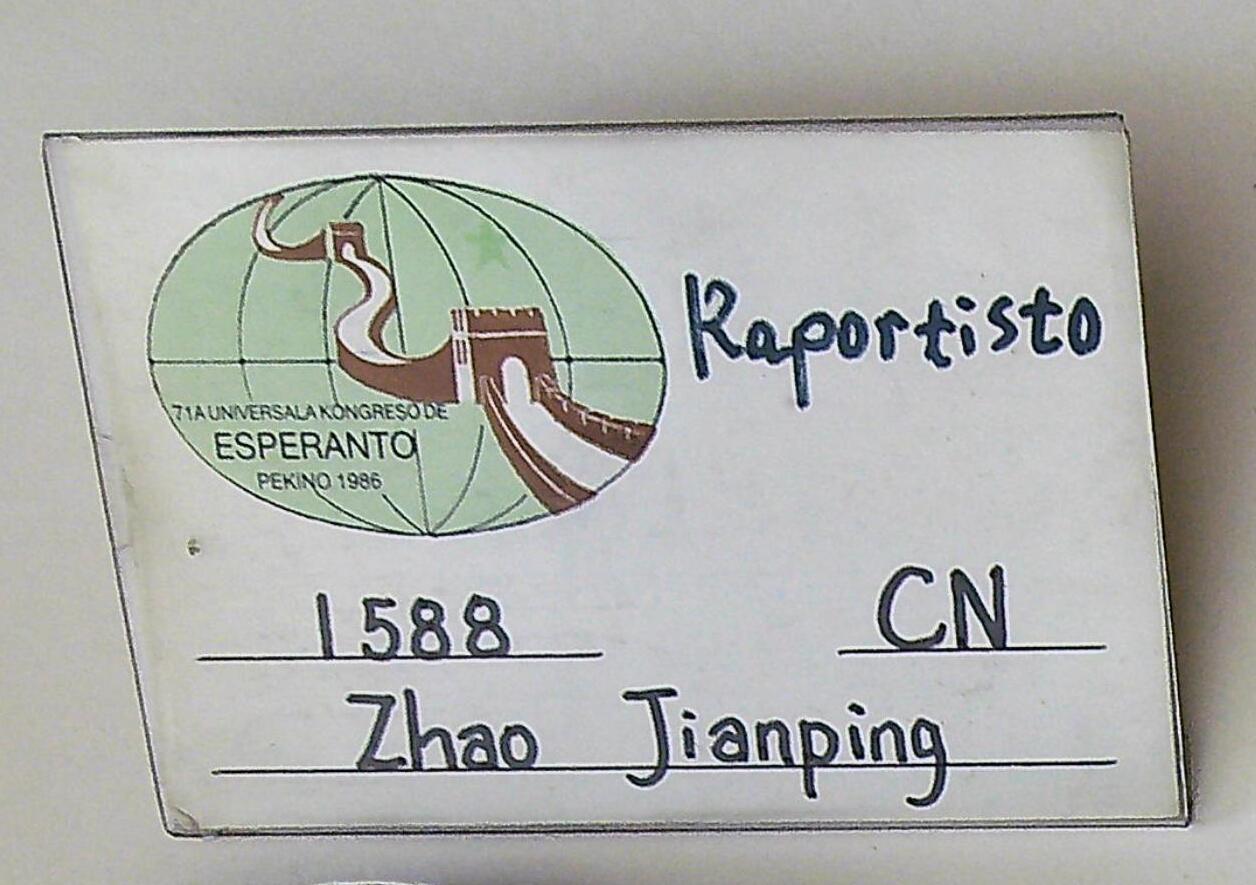 71A UNIVERSALA KONGRESO DE
ESPERANTO
PEKINO 1986
Raportisto
1588
CN
Zhao Jianping